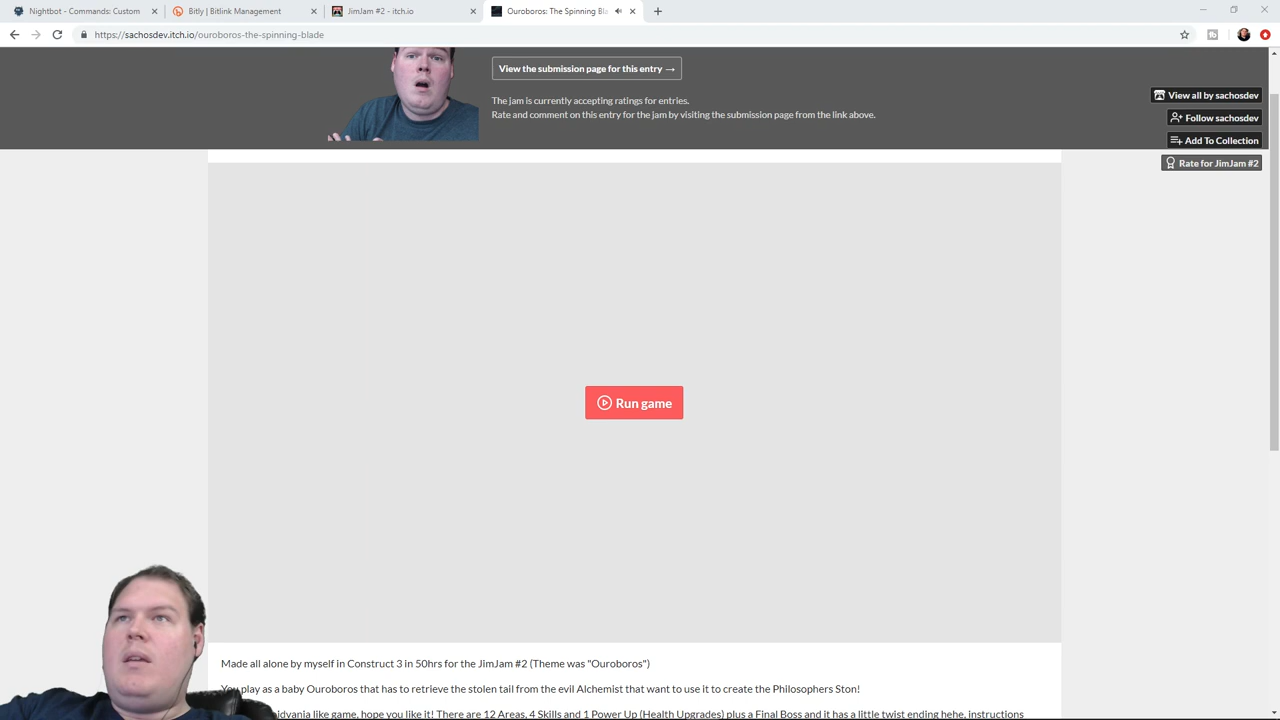 Nightbot - Commands: Custom
Bitly | Bitlink Management
JimJam #2 - itch.io
Ouroboros: The Spinning Bla
https://sachosdev.itch.io/ouroboros-the-spinning-blade
View the submission page for this entry →
The jam is currently accepting ratings for entries.
Rate and comment on this entry for the jam by visiting the submission page from the link above.
View all by sachosdev
Follow sachosdev
Add To Collection
Rate for JimJam #2
Run game
Made all alone by myself in Construct 3 in 50hrs for the JimJam #2 (Theme was "Ouroboros")
You play as a baby Ouroboros that has to retrieve the stolen tail from the evil Alchemist that want to use it to create the Philosophers Ston!
idvania like game, hope you like it! There are 12 Areas, 4 Skills and 1 Power Up (Health Upgrades) plus a Final Boss and it has a little twist ending hehe, instructions